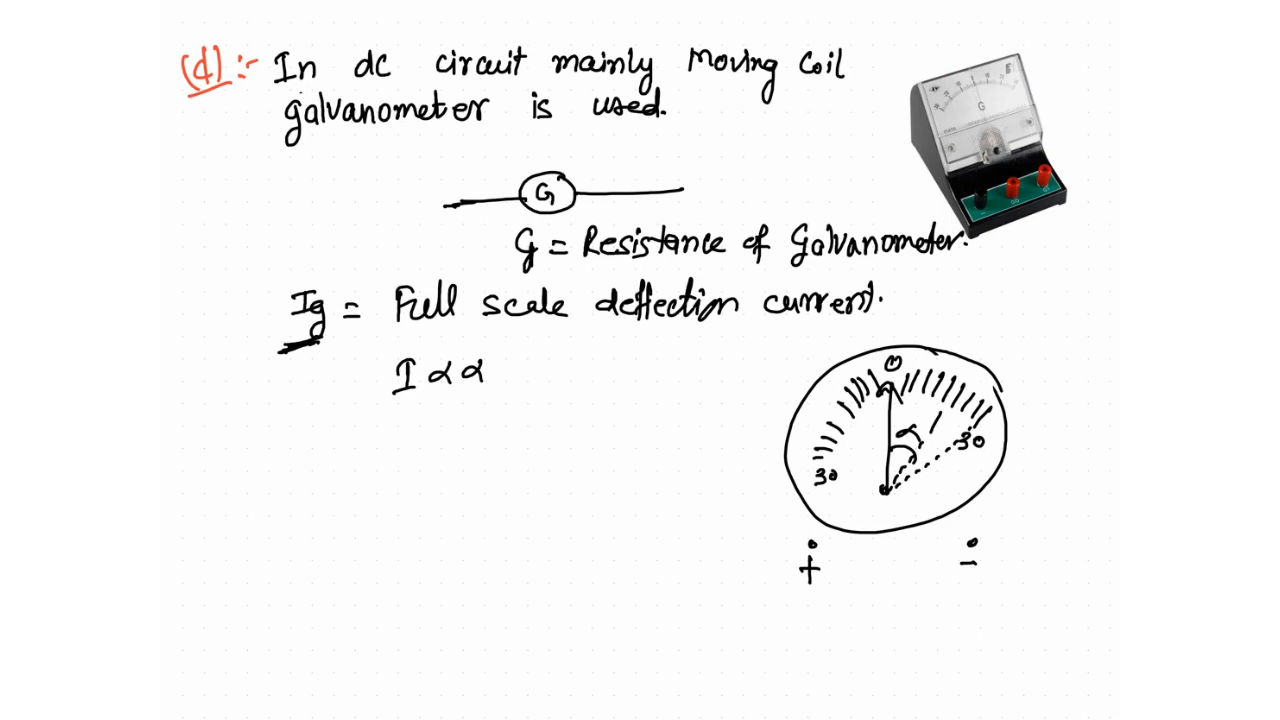 (d):- In dc circuit mainly Moving Coil
galvanometer is used.
G
G
G = Resistance of Galvanometer.
Ig = Full scale deflection current.
I ∝ α
0
α
30
30
+ -